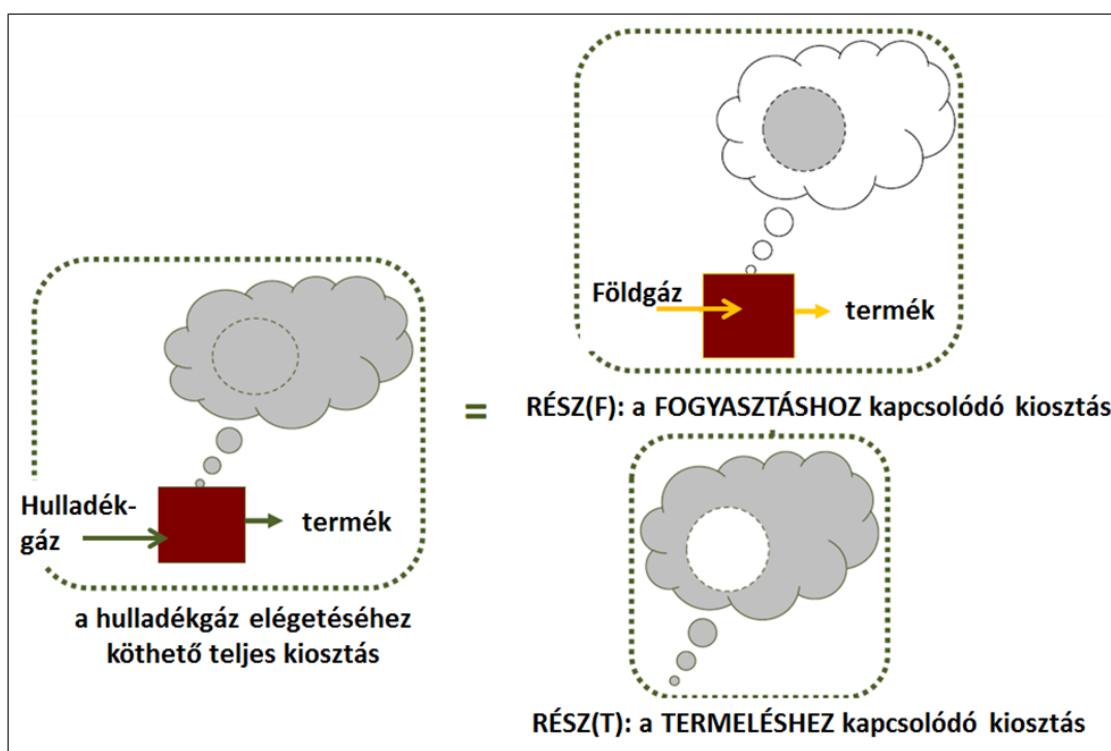 Hulladék-
gáz
termék
a hulladékgáz elégetéséhez
köthető teljes kiosztás
=
Földgáz
termék
RÉSZ(F): a FOGYASZTÁSHOZ kapcsolódó kiosztás
RÉSZ(T): a TERMELÉSHEZ kapcsolódó kiosztás